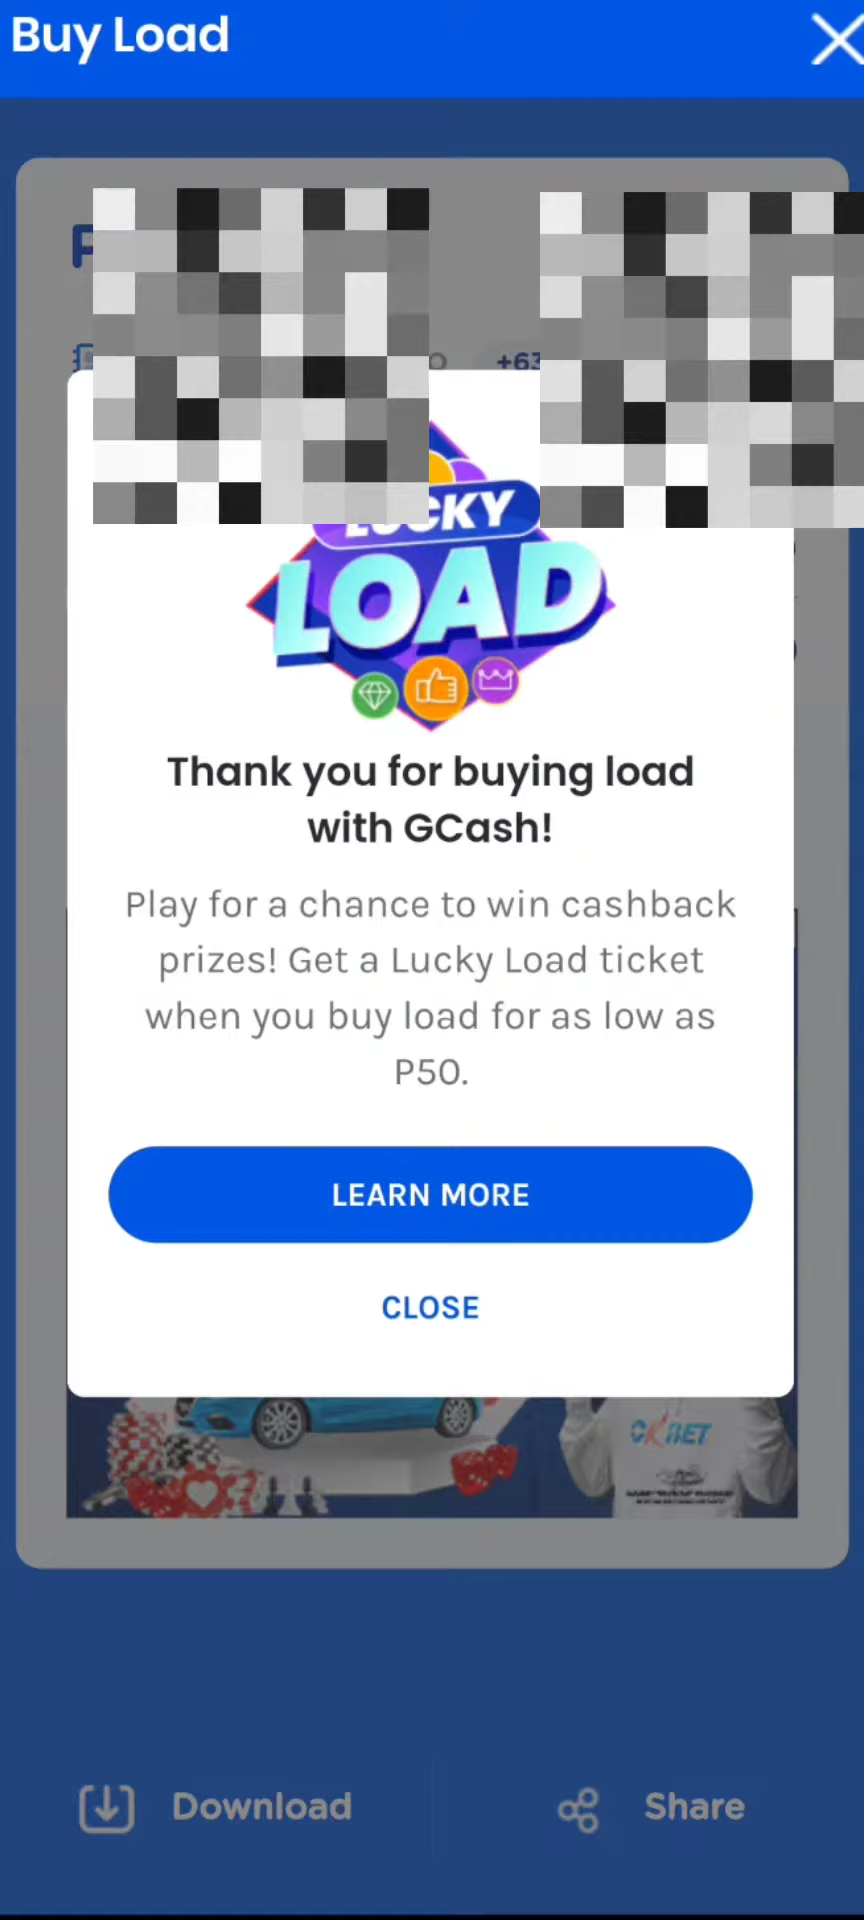 Buy Load
+63
LOAD
Thank you for buying load
with GCash!
Play for a chance to win cashback
prizes! Get a Lucky Load ticket
when you buy load for as low as
P50.
LEARN MORE
CLOSE
Download
Share